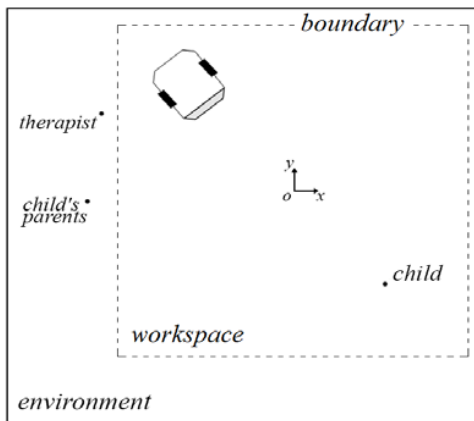 boundary
therapist
y
o
x
child's
parents
child
workspace
environment